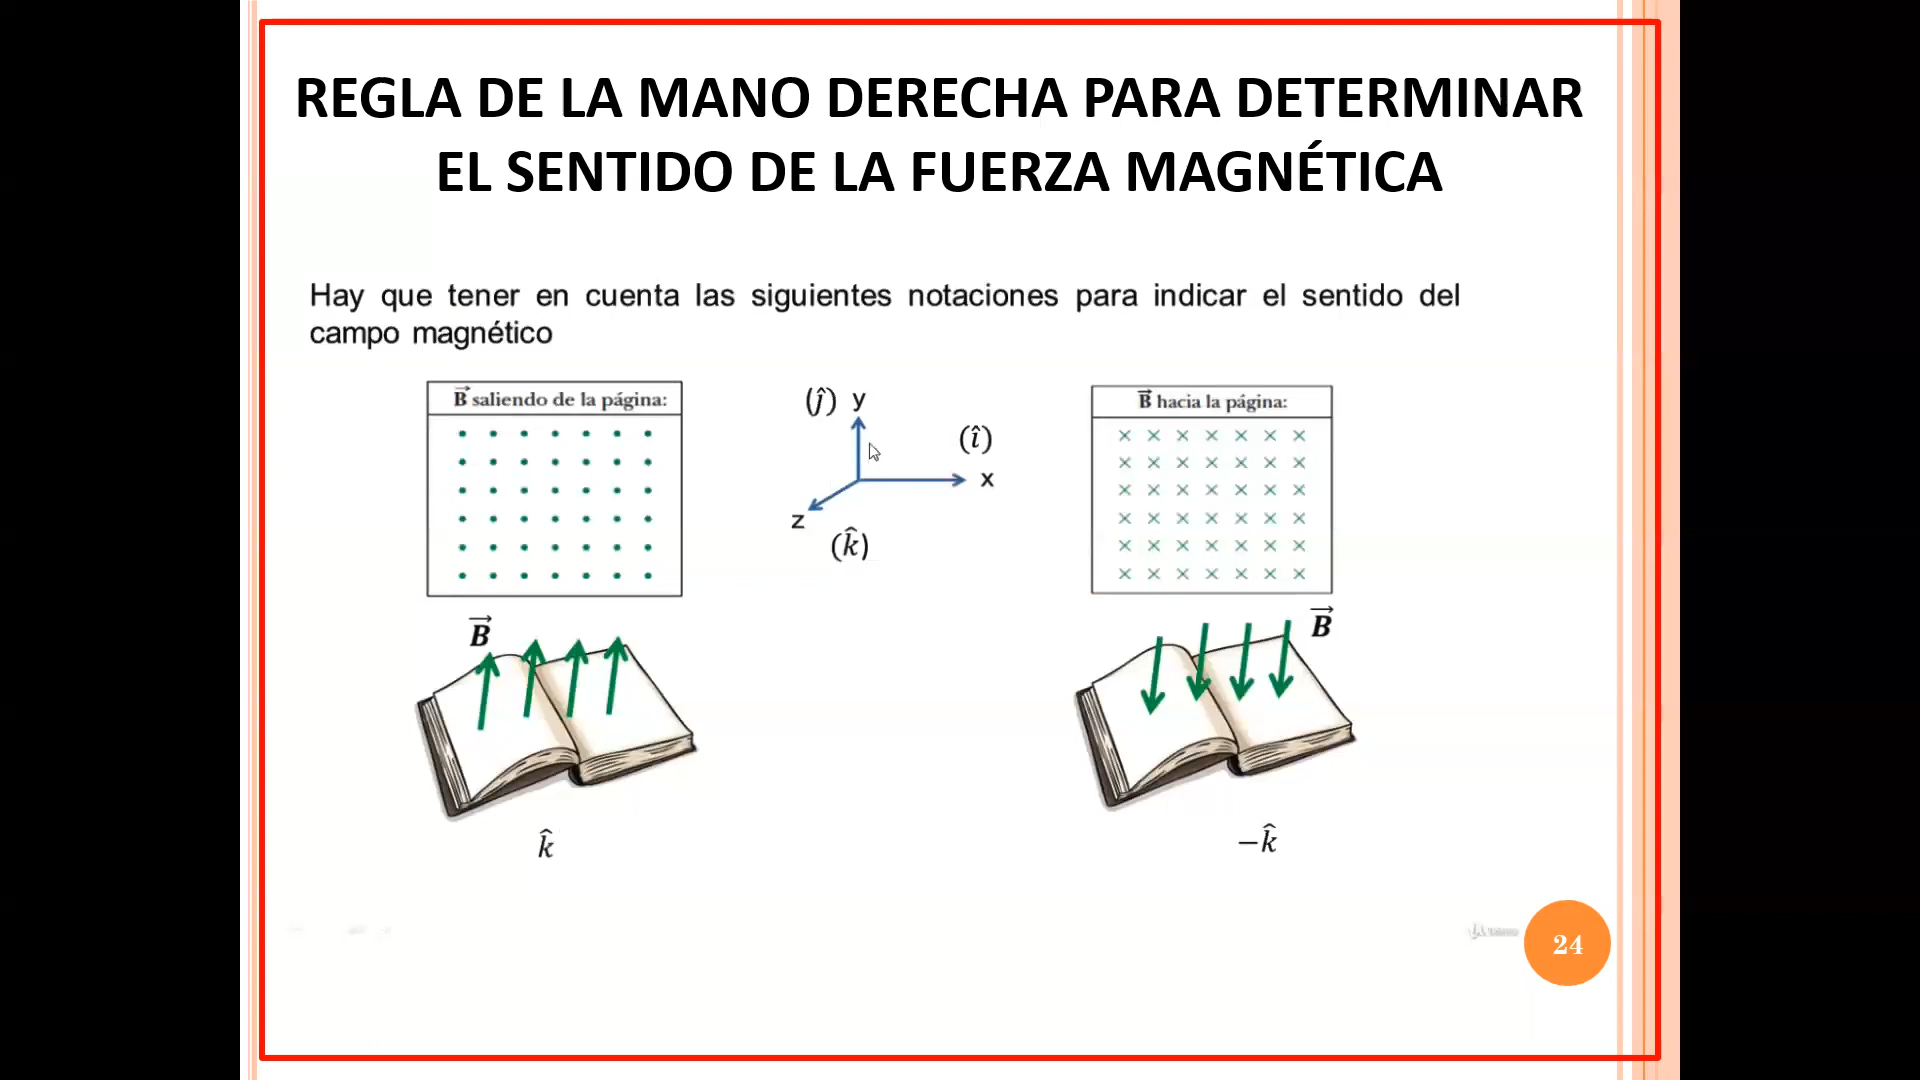 REGLA DE LA MANO DERECHA PARA DETERMINAR
EL SENTIDO DE LA FUERZA MAGNÉTICA
Hay que tener en cuenta las siguientes notaciones para indicar el sentido del
campo magnético
B⃗ saliendo de la página:
(ĵ) y
(î)
x
z
(k̂)
B⃗ hacia la página:
B⃗
B⃗
k̂
−k̂
24